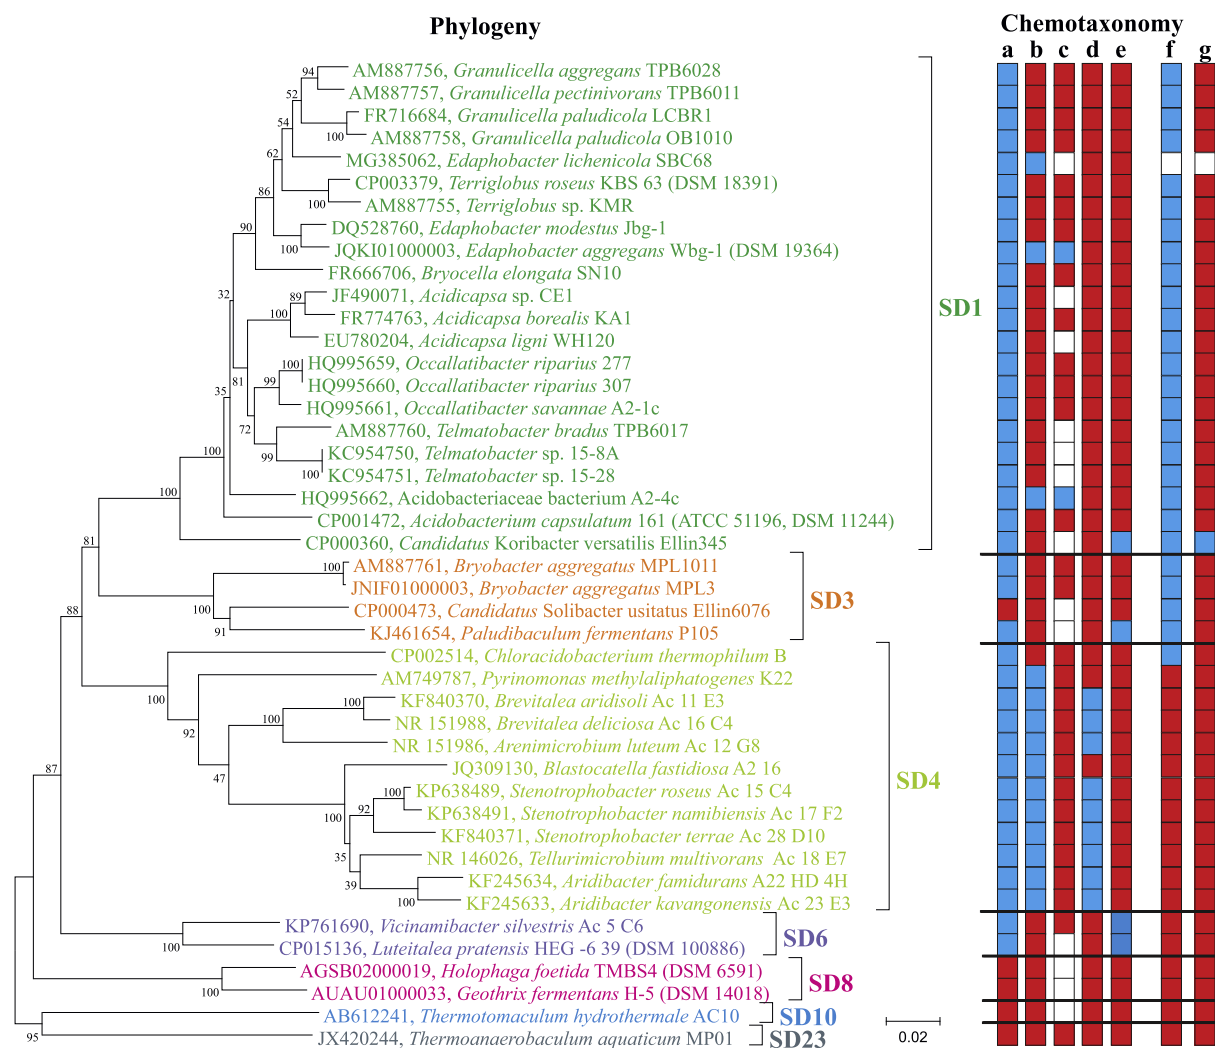 Phylogeny
Chemotaxonomy
a b c d e f g
AM887756, Granulicella aggregans TPB6028
AM887757, Granulicella pectinivorans TPB6011
FR716684, Granulicella paludicola LCBR1
AM887758, Granulicella paludicola OB1010
MG385062, Edaphobacter lichenicola SBC68
CP003379, Terriglobus roseus KBS 63 (DSM 18391)
AM887755, Terriglobus sp. KMR
DQ528760, Edaphobacter modestus Jbg-1
JQKI01000003, Edaphobacter aggregans Wbg-1 (DSM 19364)
FR666706, Bryocella elongata SN10
JF490071, Acidicapsa sp. CE1
FR774763, Acidicapsa borealis KA1
EU780204, Acidicapsa ligni WH120
HQ995659, Occallatibacter riparius 277
HQ995660, Occallatibacter riparius 307
HQ995661, Occallatibacter savannae A2-1c
AM887760, Telmatobacter bradus TPB6017
KC954750, Telmatobacter sp. 15-8A
KC954751, Telmatobacter sp. 15-28
HQ995662, Acidobacteriaceae bacterium A2-4c
CP001472, Acidobacterium capsulatum 161 (ATCC 51196, DSM 11244)
CP000360, Candidatus Koribacter versatilis Ellin345
SD1
AM887761, Bryobacter aggregatus MPL1011
JNIF01000003, Bryobacter aggregatus MPL3
CP000473, Candidatus Solibacter usitatus Ellin6076
KJ461654, Paludibaculum fermentans P105
SD3
CP002514, Chloracidobacterium thermophilum B
AM749787, Pyrinomonas methylaliphatogenes K22
KF840370, Brevitalea aridisoli Ac 11 E3
NR 151988, Brevitalea deliciosa Ac 16 C4
NR 151986, Arenimicrobium luteum Ac 12 G8
JQ309130, Blastocatella fastidiosa A2 16
KP638489, Stenotrophobacter roseus Ac 15 C4
KP638491, Stenotrophobacter namibiensis Ac 17 F2
KF840371, Stenotrophobacter terrae Ac 28 D10
NR 146026, Tellurimicrobium multivorans Ac 18 E7
KF245634, Aridibacter famidurans A22 HD 4H
KF245633, Aridibacter kavangonensis Ac 23 E3
SD4
KP761690, Vicinamibacter silvestris Ac 5 C6
CP015136, Luteitalea pratensis HEG -6 39 (DSM 100886)
SD6
AGSB02000019, Holophaga foetida TMBS4 (DSM 6591)
AUAU01000033, Geothrix fermentans H-5 (DSM 14018)
SD8
AB612241, Thermotomaculum hydrothermale AC10
SD10
JX420244, Thermoanaerobaculum aquaticum MP01
SD23
94
52
54
100
62
86
100
90
100
32
89
100
100
81
99
35
72
99
100
100
100
81
100
100
91
88
100
92
100
100
47
87
100
92
100
35
39
100
100
100
95
0.02